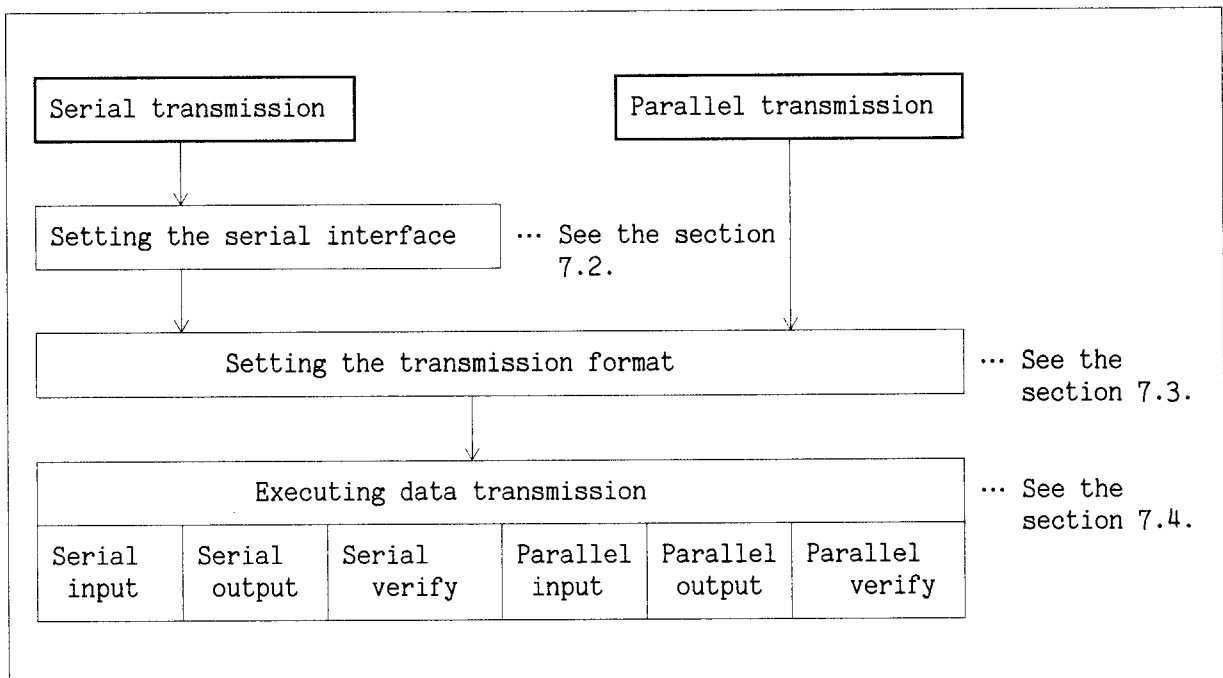 Serial transmission
Parallel transmission
Setting the serial interface
… See the section
7.2.
Setting the transmission format
… See the
section 7.3.
Executing data transmission
… See the
section 7.4.
Serial
input
Serial
output
Serial
verify
Parallel
input
Parallel
output
Parallel
verify